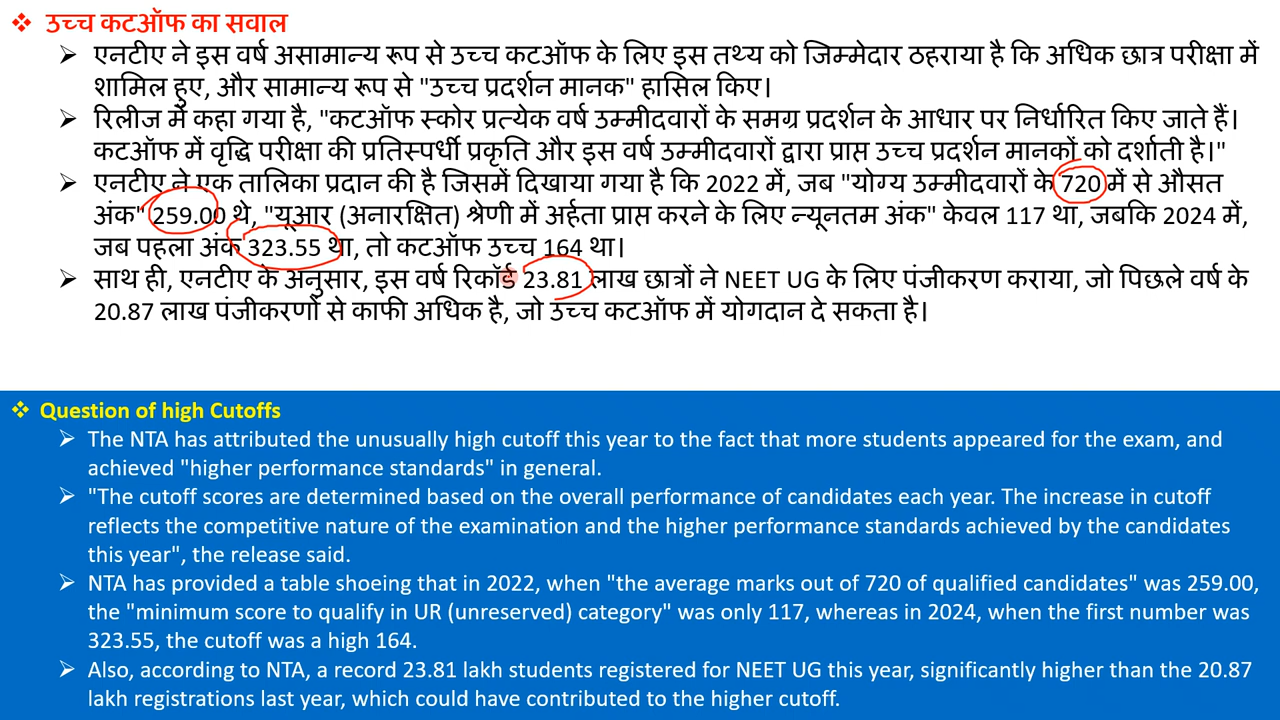 ❖ उच्च कटऑफ का सवाल
➢ एनटीए ने इस वर्ष असामान्य रूप से उच्च कटऑफ के लिए इस तथ्य को जिम्मेदार ठहराया है कि अधिक छात्र परीक्षा में
शामिल हुए, और सामान्य रूप से "उच्च प्रदर्शन मानक" हासिल किए।
➢ रिलीज में कहा गया है, "कटऑफ स्कोर प्रत्येक वर्ष उम्मीदवारों के समग्र प्रदर्शन के आधार पर निर्धारित किए जाते हैं।
कटऑफ में वृद्धि परीक्षा की प्रतिस्पर्धी प्रकृति और इस वर्ष उम्मीदवारों द्वारा प्राप्त उच्च प्रदर्शन मानकों को दर्शाती है।"
➢ एनटीए ने एक तालिका प्रदान की है जिसमें दिखाया गया है कि 2022 में, जब "योग्य उम्मीदवारों के 720 में से औसत
अंक" 259.00 थे, "यूआर (अनारक्षित) श्रेणी में अर्हता प्राप्त करने के लिए न्यूनतम अंक" केवल 117 था, जबकि 2024 में,
जब पहला अंक 323.55 था, तो कटऑफ उच्च 164 था।
➢ साथ ही, एनटीए के अनुसार, इस वर्ष रिकॉर्ड 23.81 लाख छात्रों ने NEET UG के लिए पंजीकरण कराया, जो पिछले वर्ष के
20.87 लाख पंजीकरणों से काफी अधिक है, जो उच्च कटऑफ में योगदान दे सकता है।
❖ Question of high Cutoffs
➢ The NTA has attributed the unusually high cutoff this year to the fact that more students appeared for the exam, and
achieved "higher performance standards" in general.
➢ "The cutoff scores are determined based on the overall performance of candidates each year. The increase in cutoff
reflects the competitive nature of the examination and the higher performance standards achieved by the candidates
this year", the release said.
➢ NTA has provided a table shoeing that in 2022, when "the average marks out of 720 of qualified candidates" was 259.00,
the "minimum score to qualify in UR (unreserved) category" was only 117, whereas in 2024, when the first number was
323.55, the cutoff was a high 164.
➢ Also, according to NTA, a record 23.81 lakh students registered for NEET UG this year, significantly higher than the 20.87
lakh registrations last year, which could have contributed to the higher cutoff.